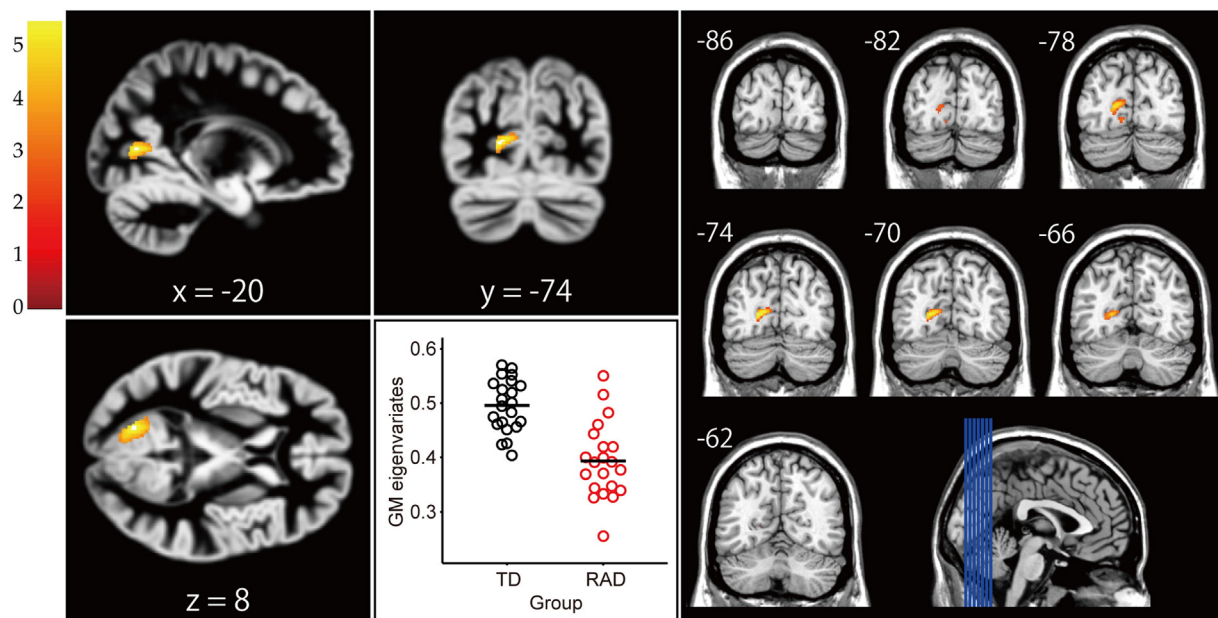 5
4
3
2
1
0
x = -20
y = -74
z = 8
0.6
0.5
0.4
0.3
GM eigenvariates
TD RAD
Group
-86 -82 -78
-74 -70 -66
-62